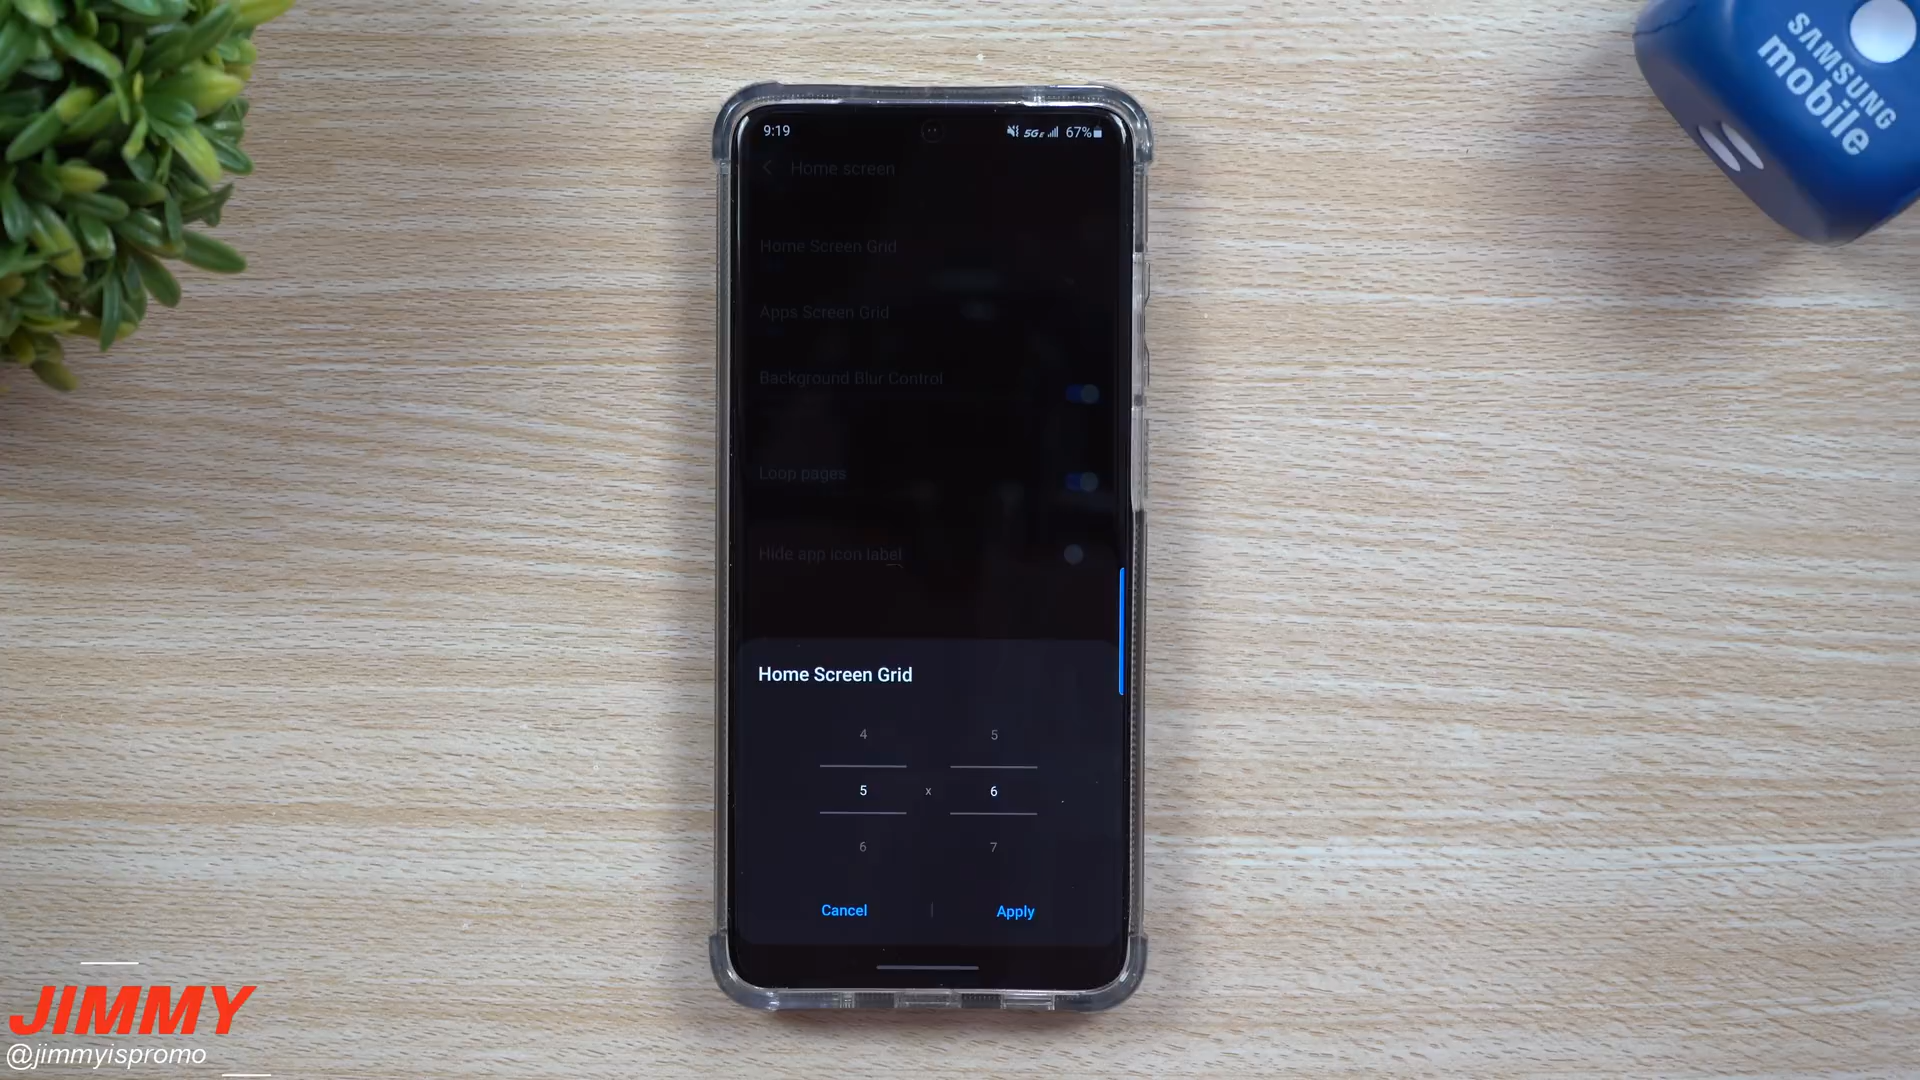 SAMSUNG
mobile
9:19
5GE 67%
Home screen
Home Screen Grid
Apps Screen Grid
Background Blur Control
Loop pages
Hide app icon label
Home Screen Grid
4 5
5 x 6
6 7
Cancel | Apply
JIMMY
@jimmyispromo